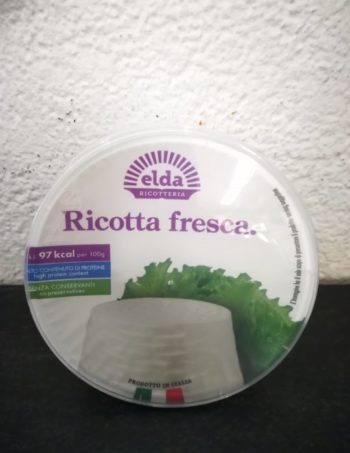 elda
RICOTTERIA
Ricotta fresca.
97 kcal per 100g
CONTENUTO DI PROTEINE
high protein content
SENZA CONSERVANTI
no preservatives
PRODOTTO IN ITALIA